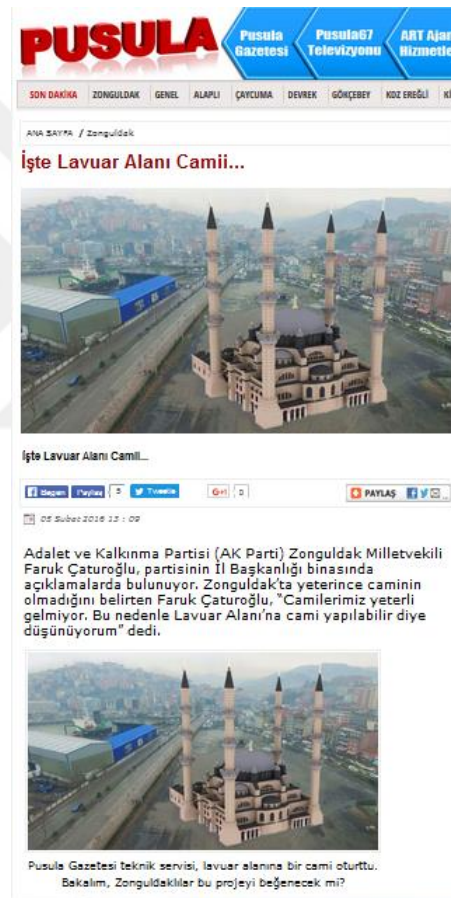 PUSULA
Pusula
Gazetesi
Pusula67
Televizyonu
ART Ajan
Hizmetle
SON DAKİKA ZONGULDAK GENEL ALAPLI ÇAYCUMA DEVREK GÖKÇEBEY KDZ EREĞLİ Kİ
ANA SAYFA / Zonguldak
İşte Lavuar Alanı Camii...
İşte Lavuar Alanı Camii...
Beğen Paylaş 5 Tweetle G+1 0 PAYLAŞ
05 Şubat 2016 13 : 09
Adalet ve Kalkınma Partisi (AK Parti) Zonguldak Milletvekili
Faruk Çaturoğlu, partisinin İl Başkanlığı binasında
açıklamalarda bulunuyor. Zonguldak’ta yeterince caminin
olmadığını belirten Faruk Çaturoğlu, “Camilerimiz yeterli
gelmiyor. Bu nedenle Lavuar Alanı’na cami yapılabilir diye
düşünüyorum” dedi.
Pusula Gazetesi teknik servisi, lavuar alanına bir cami oturttu.
Bakalım, Zonguldaklılar bu projeyi beğenecek mi?